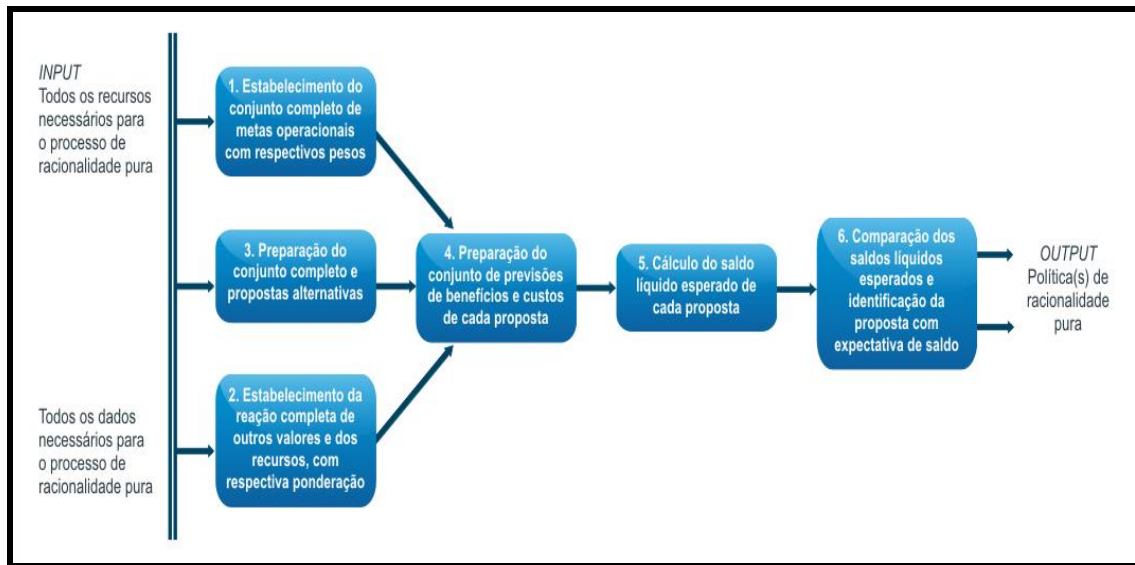 INPUT
Todos os recursos
necessários para
o processo de
racionalidade pura
1. Estabelecimento do
conjunto completo de
metas operacionais
com respectivos pesos
3. Preparação do
conjunto completo e
propostas alternativas
Todos os dados
necessários para
o processo de
racionalidade pura
2. Estabelecimento da
reação completa de
outros valores e dos
recursos, com
respectiva ponderação
4. Preparação do
conjunto de previsões
de benefícios e custos
de cada proposta
5. Cálculo do saldo
líquido esperado de
cada proposta
6. Comparação dos
saldos líquidos
esperados e
identificação da
proposta com
expectativa de saldo
OUTPUT
Política(s) de
racionalidade
pura